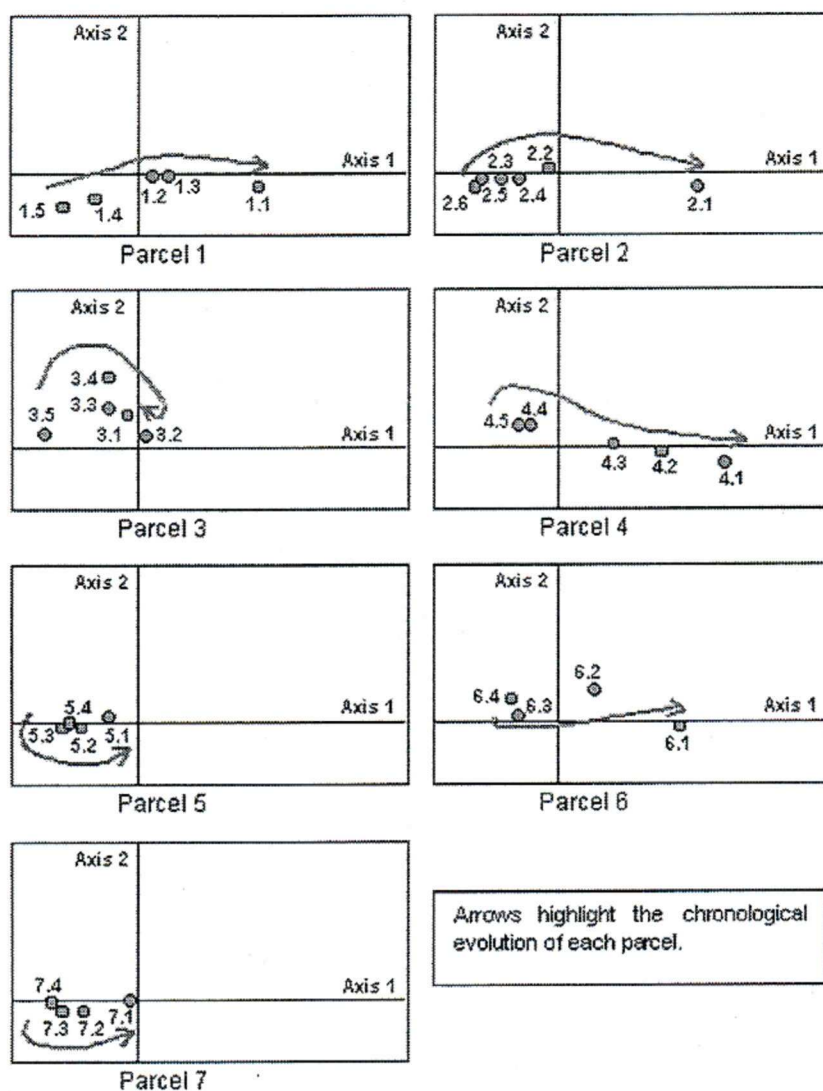 Axis 2
Axis 1
1.5
1.4
1.2
1.3
1.1
Parcel 1
Axis 2
Axis 1
2.3
2.2
2.6
2.5
2.4
2.1
Parcel 2
Axis 2
3.4
3.5
3.3
Axis 1
3.1
3.2
Parcel 3
Axis 2
4.5
4.4
Axis 1
4.3
4.2
4.1
Parcel 4
Axis 2
5.4
Axis 1
5.3
5.2
5.1
Parcel 5
Axis 2
6.2
6.4
6.3
Axis 1
6.1
Parcel 6
Axis 2
7.4
Axis 1
7.3
7.2
7.1
Parcel 7
Arrows highlight the chronological
evolution of each parcel.